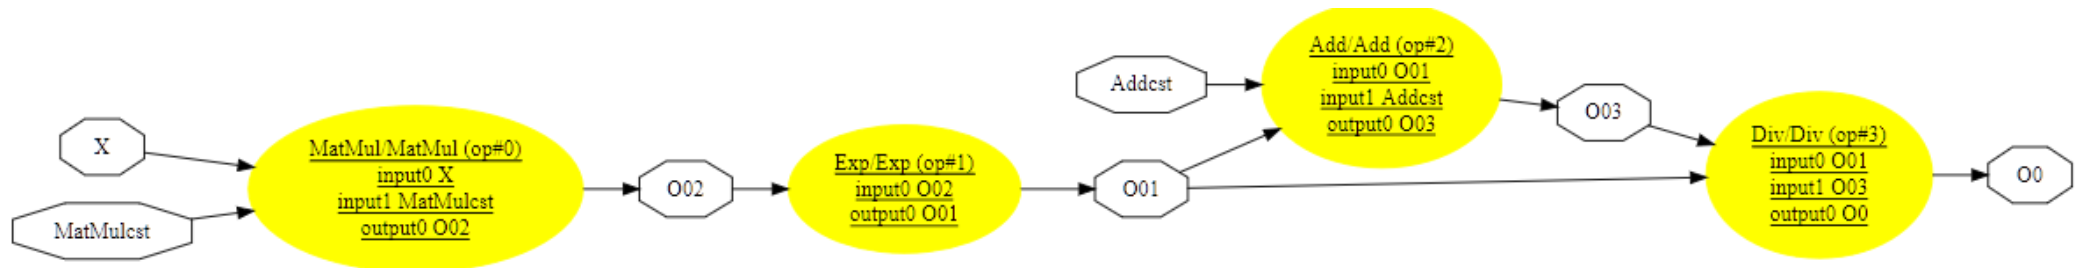 X
MatMulcst
MatMul/MatMul (op#0)
input0 X
input1 MatMulcst
output0 O02
O02
Exp/Exp (op#1)
input0 O02
output0 O01
O01
Addcst
Add/Add (op#2)
input0 O01
input1 Addcst
output0 O03
O03
Div/Div (op#3)
input0 O01
input1 O03
output0 O0
O0